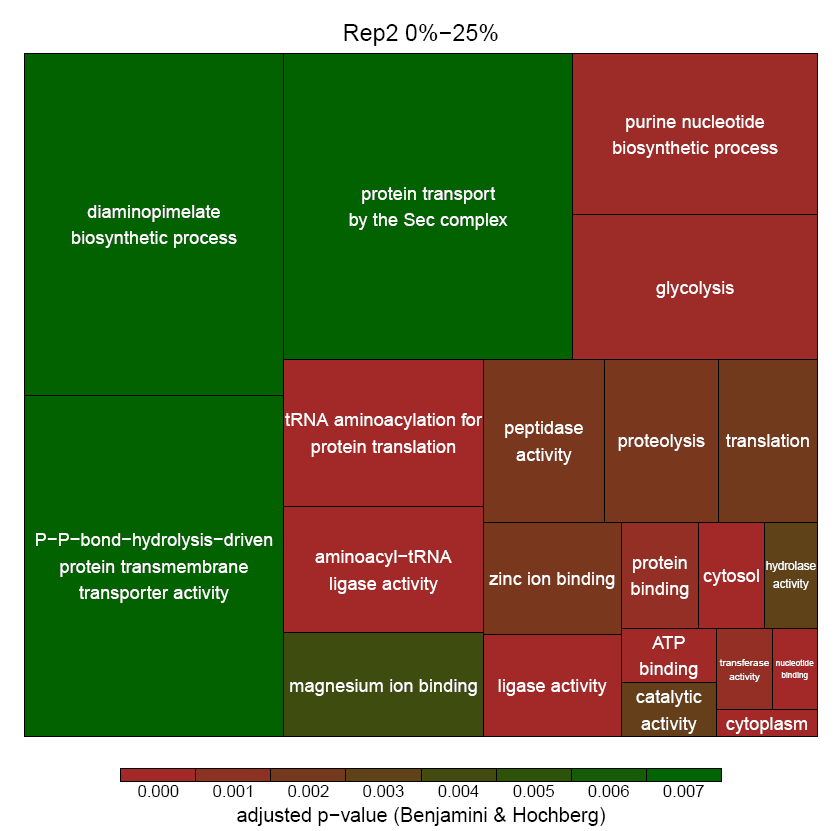 Rep2 0%−25%
diaminopimelate
biosynthetic process
protein transport
by the Sec complex
purine nucleotide
biosynthetic process
glycolysis
P−P−bond−hydrolysis−driven
protein transmembrane
transporter activity
tRNA aminoacylation for
protein translation
aminoacyl−tRNA
ligase activity
magnesium ion binding
peptidase
activity
proteolysis
translation
zinc ion binding
ligase activity
protein
binding
cytosol
hydrolase
activity
ATP
binding
catalytic
activity
transferase
activity
nucleotide
binding
cytoplasm
0.000 0.001 0.002 0.003 0.004 0.005 0.006 0.007
adjusted p−value (Benjamini & Hochberg)